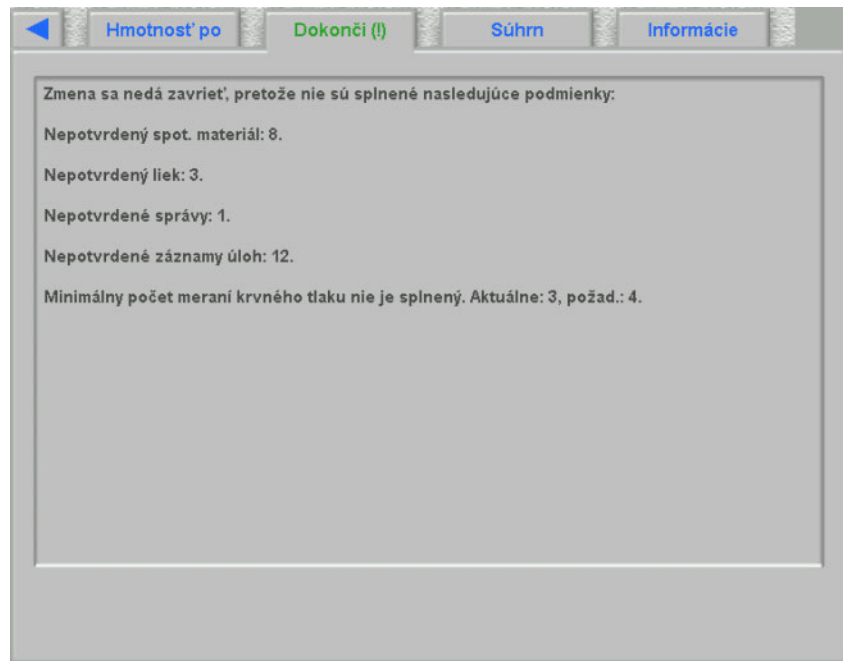 Hmotnosť po
Dokonči (!)
Súhrn
Informácie
Zmena sa nedá zavrieť, pretože nie sú splnené nasledujúce podmienky:
Nepotvrdený spot. materiál: 8.
Nepotvrdený liek: 3.
Nepotvrdené správy: 1.
Nepotvrdené záznamy úloh: 12.
Minimálny počet meraní krvného tlaku nie je splnený. Aktuálne: 3, požad.: 4.